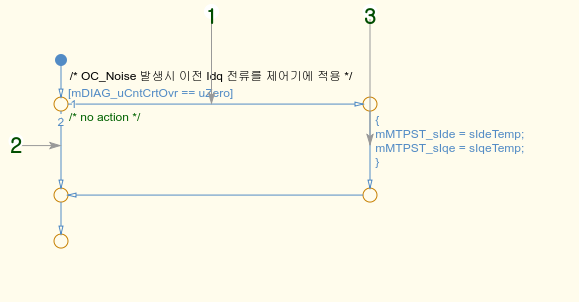 1
3
/* OC_Noise 발생시 이전 Idq 전류를 제어기에 적용 */
[mDIAG_uCntCrtOvr == uZero]
1
2
/* no action */
{
mMTPST_sIde = sIdeTemp;
2
mMTPST_sIqe = sIqeTemp;
}